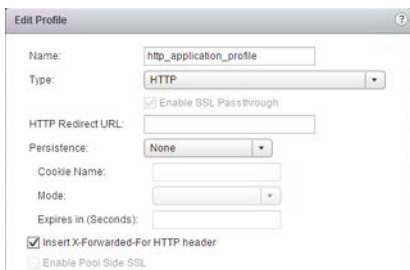 Edit Profile
?
Name: http_application_profile
Type: HTTP
Enable SSL Passthrough
HTTP Redirect URL:
Persistence: None
Cookie Name:
Mode:
Expires in (Seconds):
Insert X-Forwarded-For HTTP header
Enable Pool Side SSL